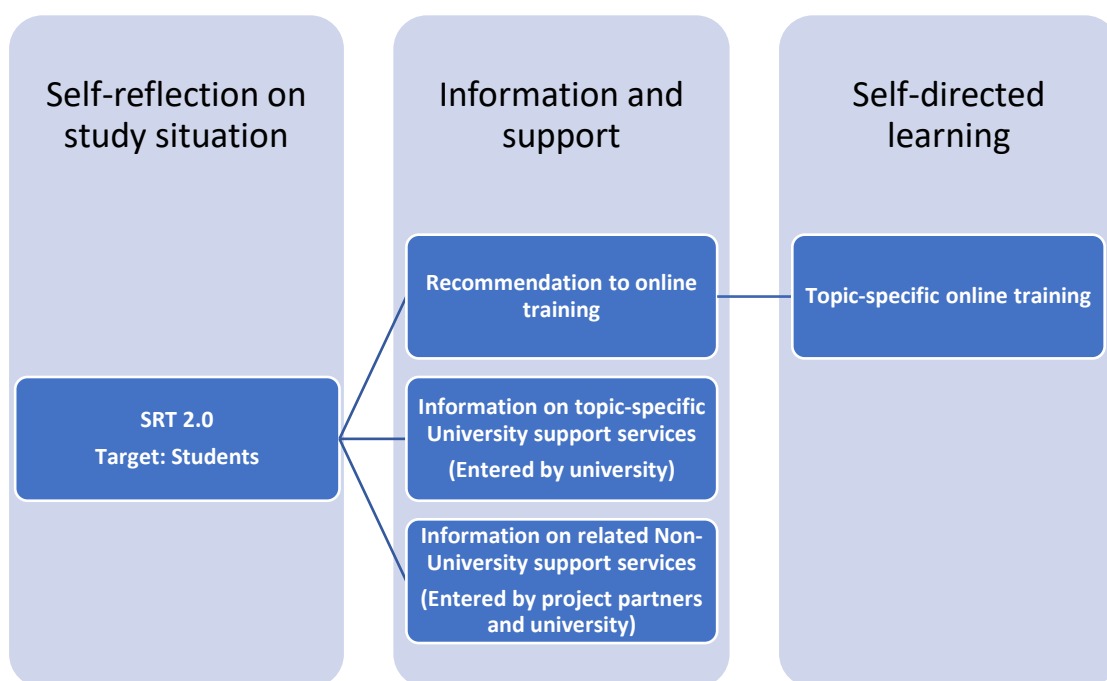 Self-reflection on
study situation
Information and
support
Self-directed
learning
Recommendation to online
training
Topic-specific online training
SRT 2.0
Target: Students
Information on topic-specific
University support services
(Entered by university)
Information on related Non-
University support services
(Entered by project partners
and university)